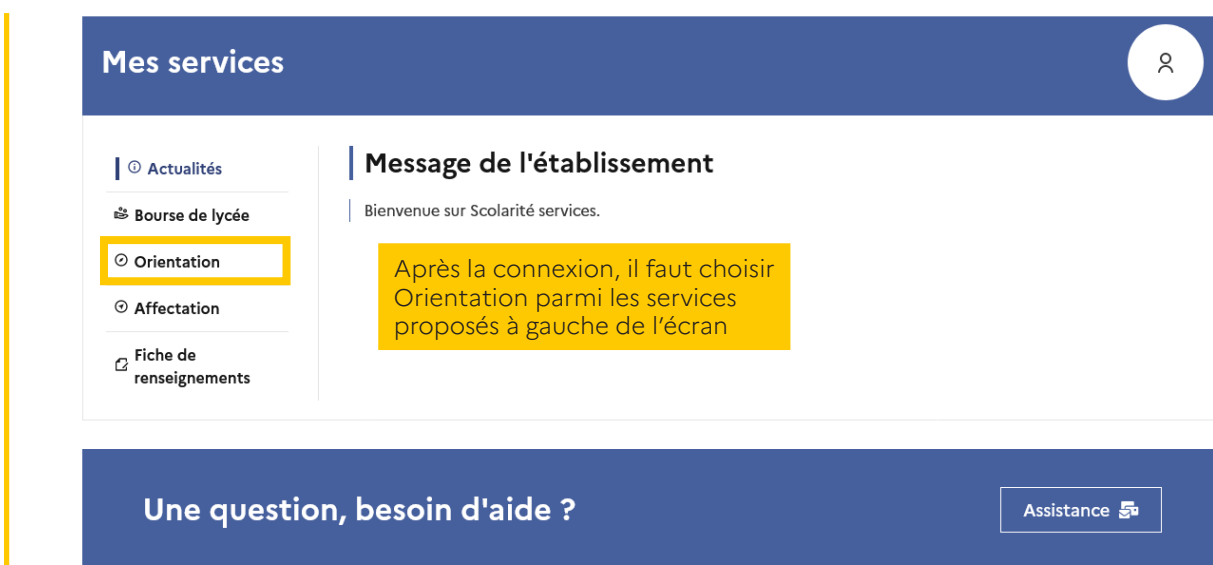 Mes services
Actualités
Bourse de lycée
Orientation
Affectation
Fiche de
renseignements
Message de l'établissement
Bienvenue sur Scolarité services.
Après la connexion, il faut choisir
Orientation parmi les services
proposés à gauche de l’écran
Une question, besoin d'aide ?
Assistance